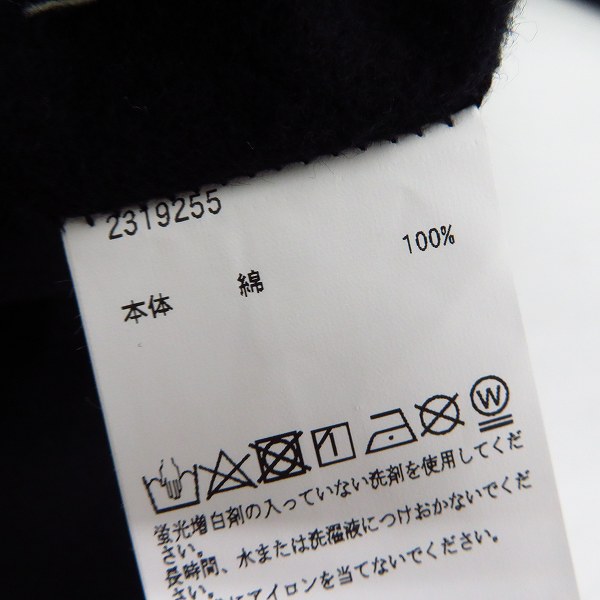 2319255
本体 綿 100%
W
蛍光増白剤の入っていない洗剤を使用してくだ
さい。
長時間、水または洗濯液につけおかないでくだ
さい。
にアイロンを当てないでください。